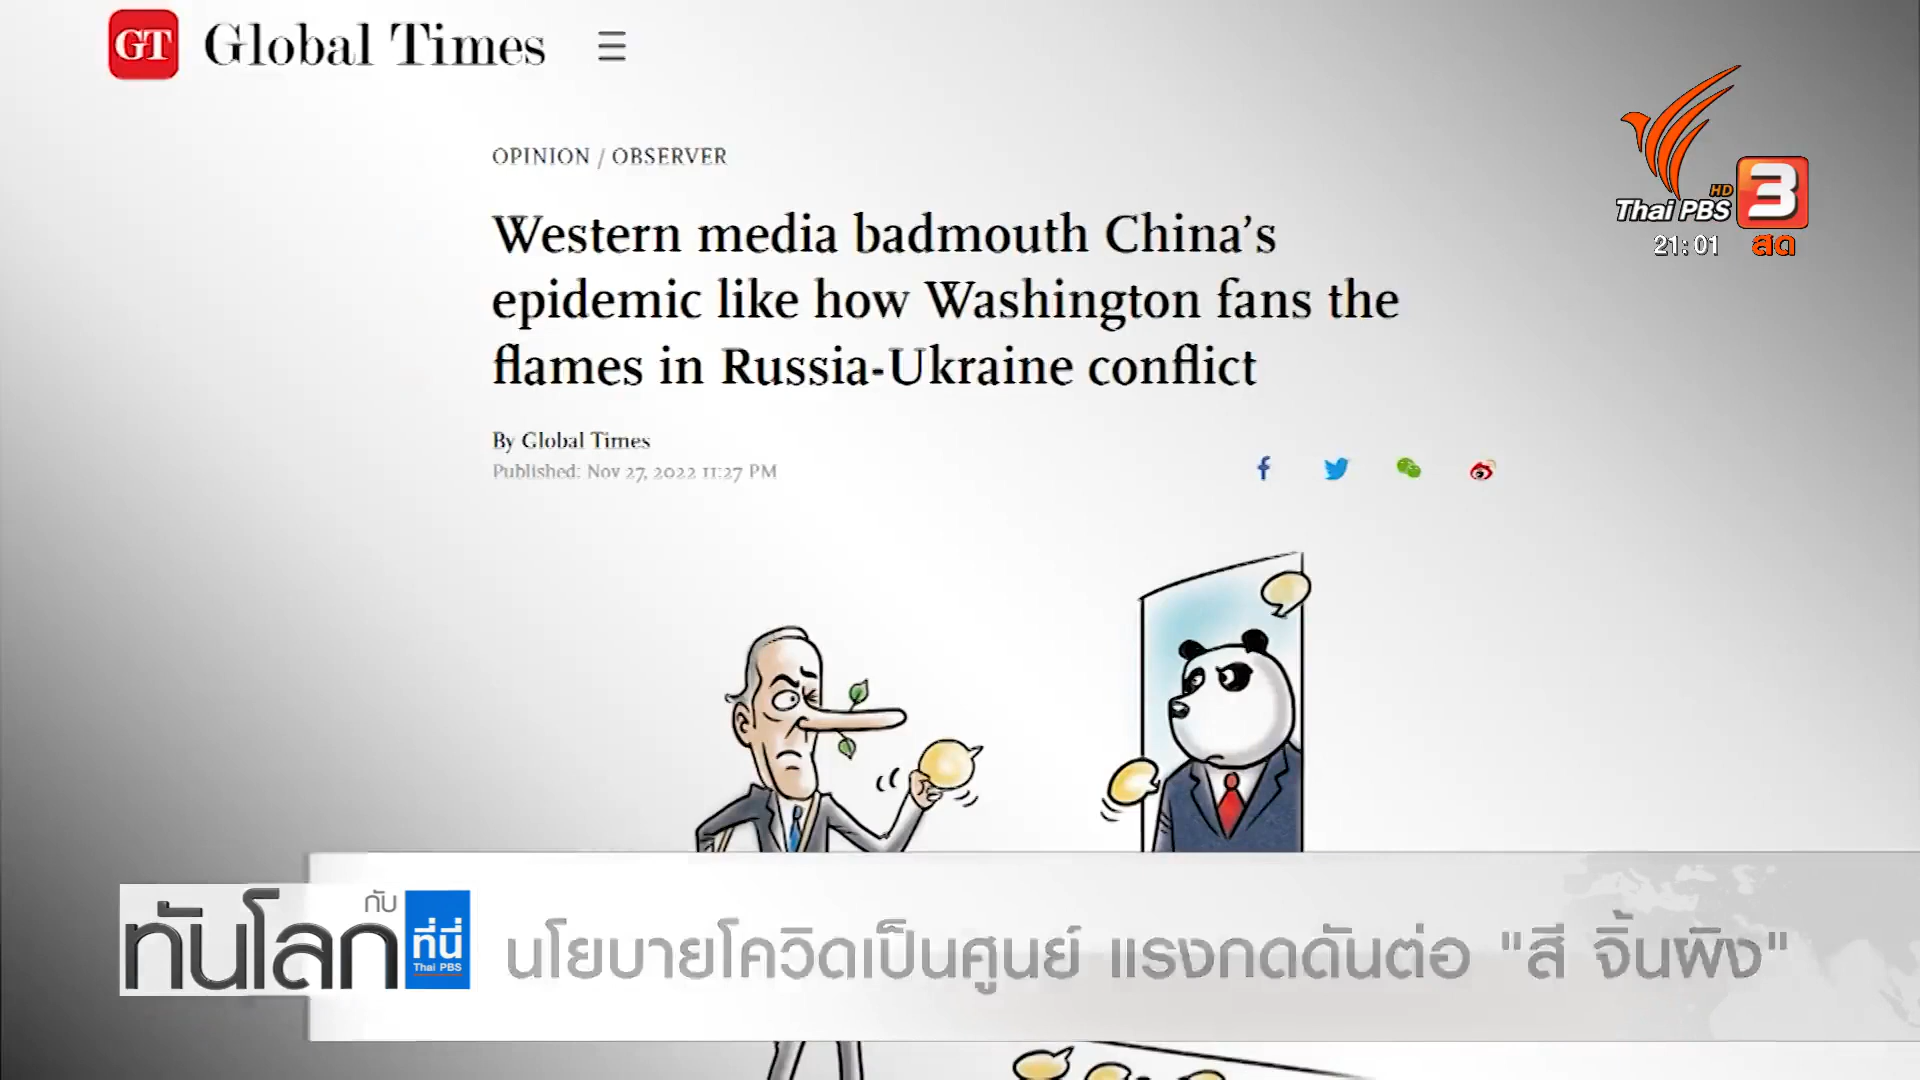 GT Global Times
OPINION / OBSERVER
Western media badmouth China's
epidemic like how Washington fans the
flames in Russia-Ukraine conflict
By Global Times
Published: Nov 27, 2022 11:27 PM
HD
Thai PBS 3
21:01 สด
ทันโลก กับ ที่นี่ Thai PBS
นโยบายโควิดเป็นศูนย์ แรงกดดันต่อ "สี จิ้นผิง"